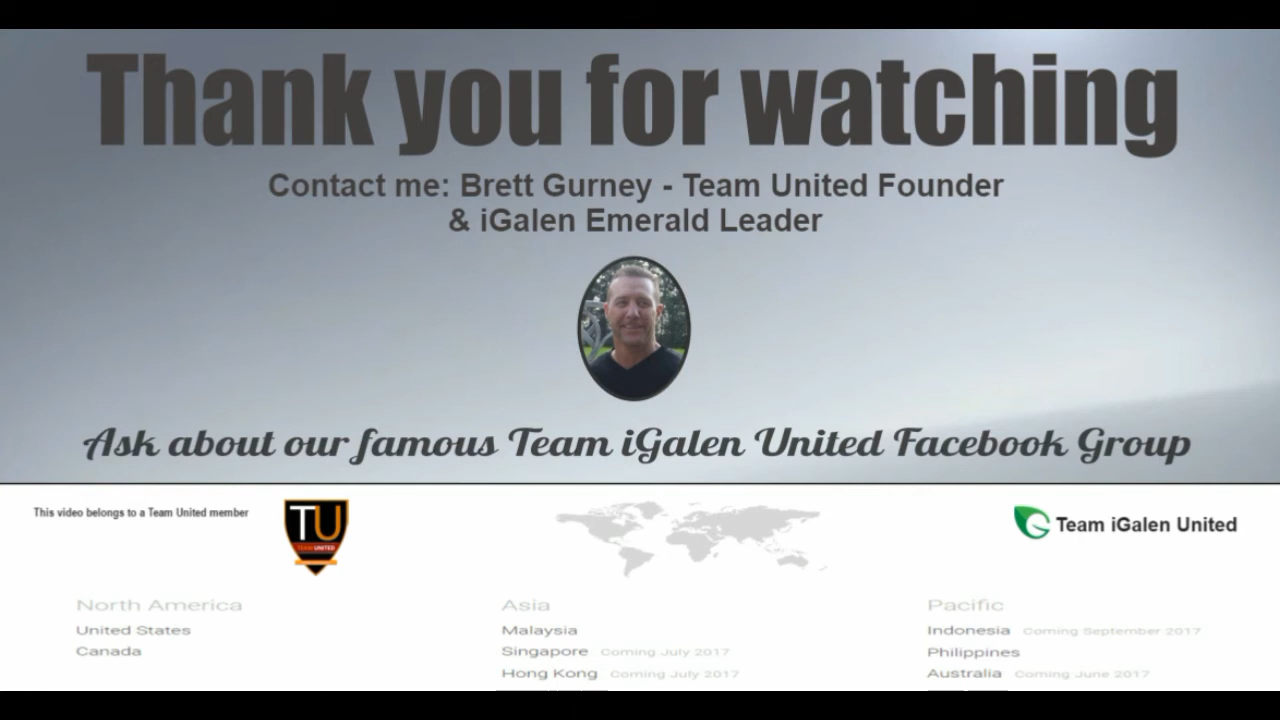 Thank you for watching
Contact me: Brett Gurney - Team United Founder
& iGalen Emerald Leader
Ask about our famous Team iGalen United Facebook Group
This video belongs to a Team United member
TU
TEAM UNITED
Team iGalen United
North America
United States
Canada
Asia
Malaysia
Singapore Coming July 2017
Hong Kong Coming July 2017
Pacific
Indonesia Coming September 2017
Philippines
Australia Coming June 2017